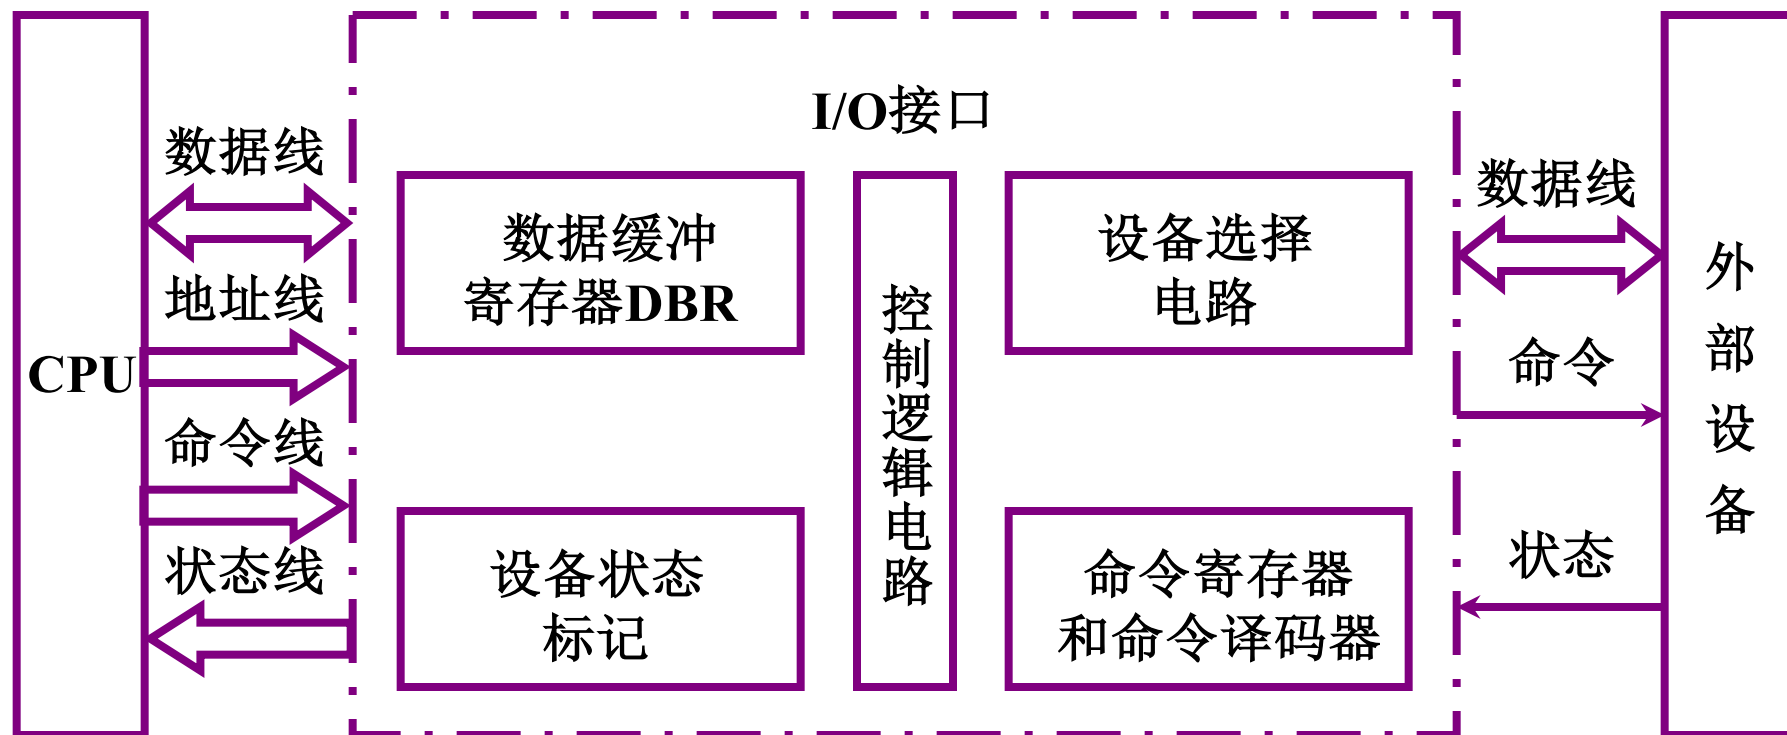 I/O接口
CPU
数据线
地址线
命令线
状态线
数据缓冲
寄存器DBR
设备状态
标记
控制逻辑电路
设备选择
电路
命令寄存器
和命令译码器
数据线
命令
状态
外部设备